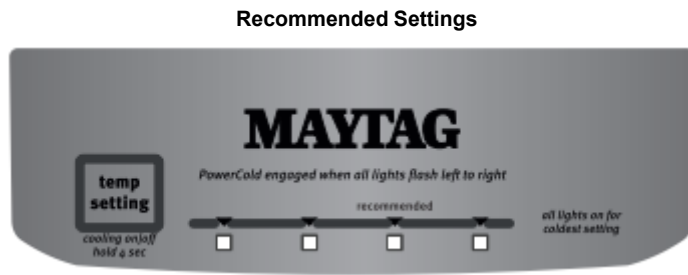 Recommended Settings
MAYTAG
PowerCold engaged when all lights flash left to right
temp
setting
recommended
all lights on for
coldest setting
cooling on/off
hold 4 sec